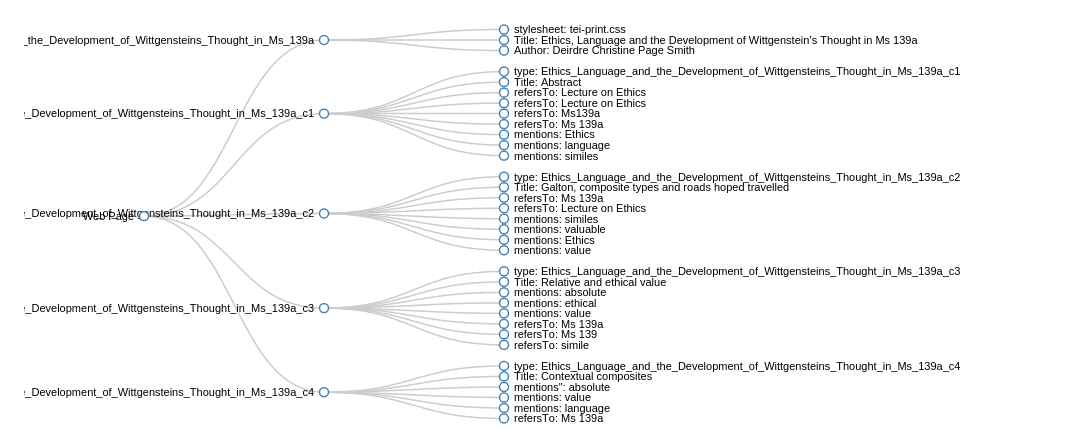 _the_Development_of_Wittgensteins_Thought_in_Ms_139a
stylesheet: tei-print.css
Title: Ethics, Language and the Development of Wittgenstein's Thought in Ms 139a
Author: Deirdre Christine Page Smith
_Development_of_Wittgensteins_Thought_in_Ms_139a_c1
type: Ethics_Language_and_the_Development_of_Wittgensteins_Thought_in_Ms_139a_c1
Title: Abstract
refersTo: Lecture on Ethics
refersTo: Lecture on Ethics
refersTo: Ms139a
refersTo: Ms 139a
mentions: Ethics
mentions: language
mentions: similes
Web Page
_Development_of_Wittgensteins_Thought_in_Ms_139a_c2
type: Ethics_Language_and_the_Development_of_Wittgensteins_Thought_in_Ms_139a_c2
Title: Galton, composite types and roads hoped travelled
refersTo: Ms 139a
refersTo: Lecture on Ethics
mentions: similes
mentions: valuable
mentions: Ethics
mentions: value
_Development_of_Wittgensteins_Thought_in_Ms_139a_c3
type: Ethics_Language_and_the_Development_of_Wittgensteins_Thought_in_Ms_139a_c3
Title: Relative and ethical value
mentions: absolute
mentions: ethical
mentions: value
refersTo: Ms 139a
refersTo: Ms 139
refersTo: simile
_Development_of_Wittgensteins_Thought_in_Ms_139a_c4
type: Ethics_Language_and_the_Development_of_Wittgensteins_Thought_in_Ms_139a_c4
Title: Contextual composites
mentions": absolute
mentions: value
mentions: language
refersTo: Ms 139a